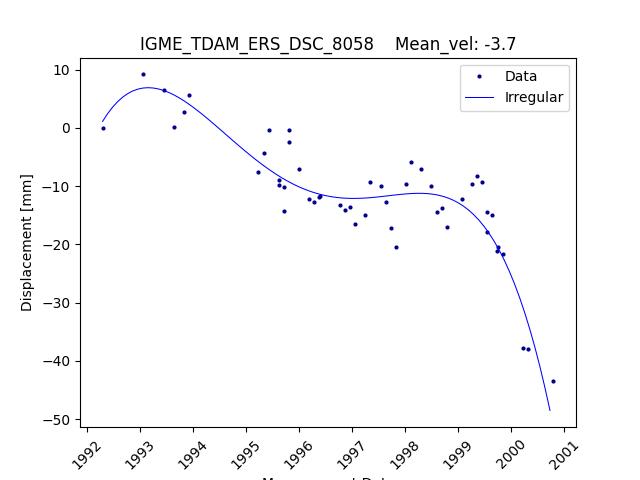 IGME_TDAM_ERS_DSC_8058    Mean_vel: -3.7
Data
Irregular
10
0
−10
−20
−30
−40
−50
Displacement [mm]
1992 1993 1994 1995 1996 1997 1998 1999 2000 2001